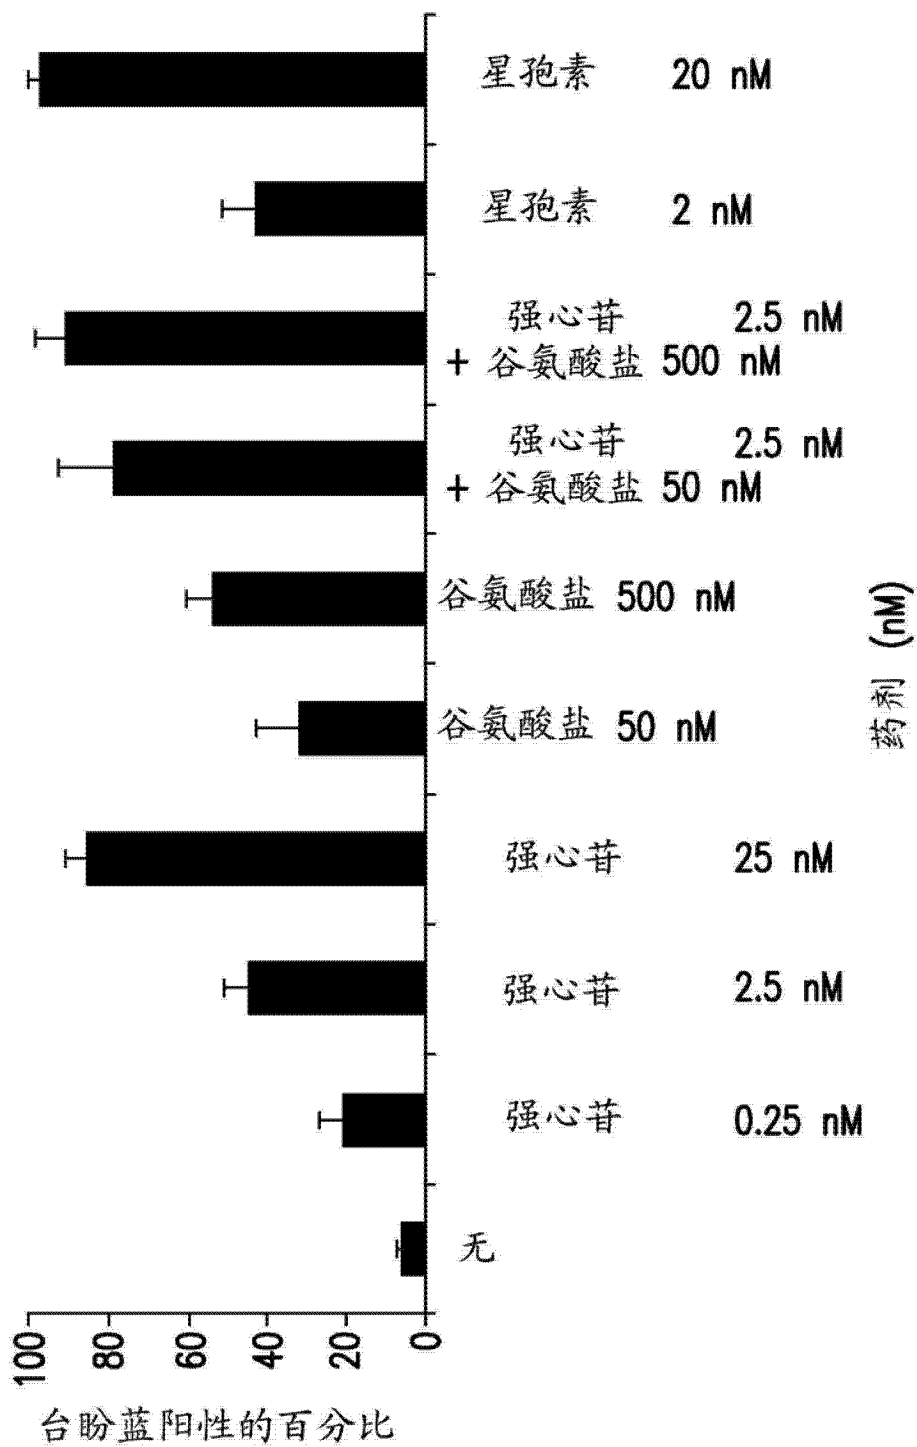 星孢素 20 nM
星孢素 2 nM
强心苷 2.5 nM
+ 谷氨酸盐 500 nM
强心苷 2.5 nM
+ 谷氨酸盐 50 nM
谷氨酸盐 500 nM
谷氨酸盐 50 nM
强心苷 25 nM
强心苷 2.5 nM
强心苷 0.25 nM
无
药剂 (nM)
100 80 60 40 20 0
台盼蓝阳性的百分比